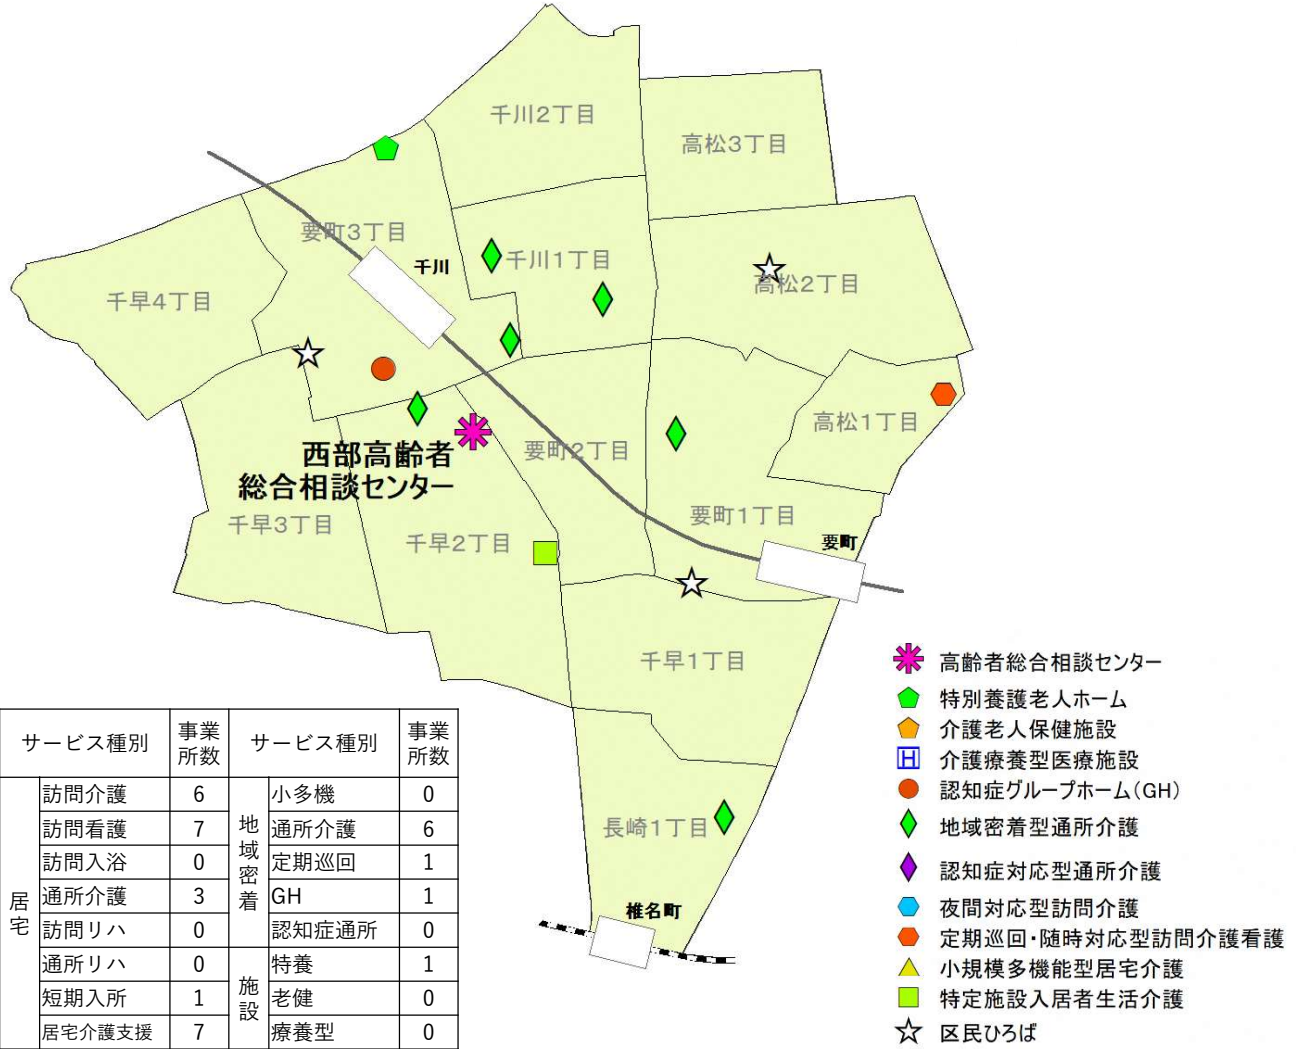 千川2丁目
高松3丁目
要町3丁目
千川
千川1丁目
高松2丁目
千早4丁目
高松1丁目
西部高齢者
総合相談センター
要町2丁目
千早3丁目
千早2丁目
要町1丁目
要町
千早1丁目
長崎1丁目
椎名町
高齢者総合相談センター
特別養護老人ホーム
介護老人保健施設
H 介護療養型医療施設
認知症グループホーム(GH)
地域密着型通所介護
認知症対応型通所介護
夜間対応型訪問介護
定期巡回・随時対応型訪問介護看護
小規模多機能型居宅介護
特定施設入居者生活介護
区民ひろば
サービス種別 事業所数 サービス種別 事業所数
居宅 訪問介護 6 地域密着 小多機 0
訪問看護 7 通所介護 6
訪問入浴 0 定期巡回 1
通所介護 3 GH 1
訪問リハ 0 認知症通所 0
通所リハ 0 施設 特養 1
短期入所 1 老健 0
居宅介護支援 7 療養型 0